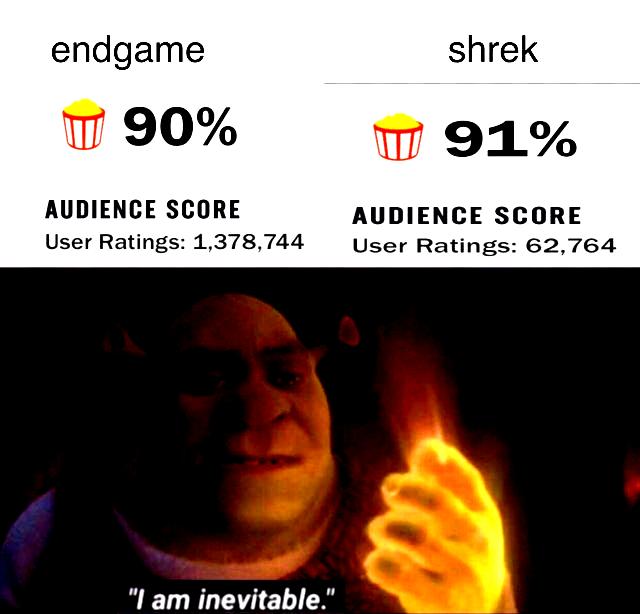 endgame
shrek
90%
91%
AUDIENCE SCORE
User Ratings: 1,378,744
AUDIENCE SCORE
User Ratings: 62,764
"I am inevitable."